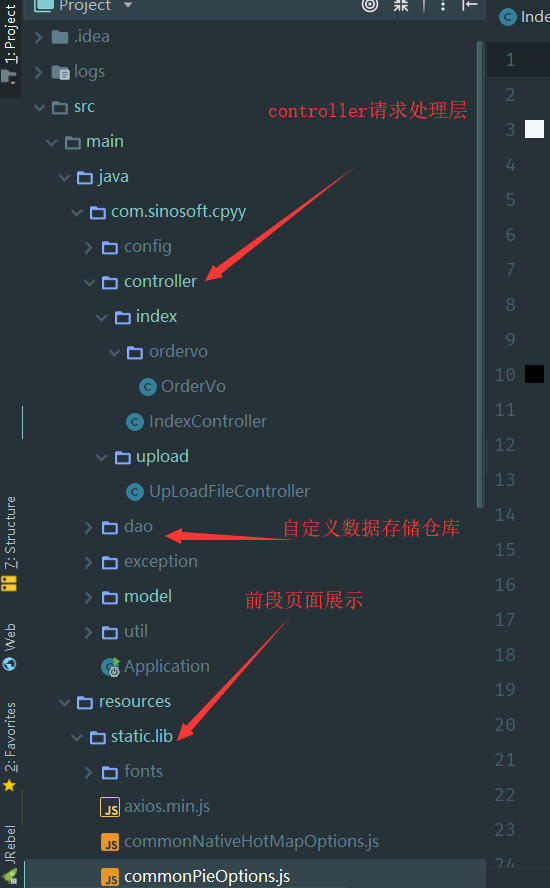 Project
1: Project
.idea
logs
src
main
controller请求处理层
java
com.sinosoft.cpyy
config
controller
index
ordervo
OrderVo
IndexController
upload
UpLoadFileController
dao
自定义数据存储仓库
exception
model
前段页面展示
util
Application
resources
static.lib
fonts
axios.min.js
commonNativeHotMapOptions.js
commonPieOptions.js
Z: Structure
Web
2: Favorites
JRebel
Inde
1
2
3
4
5
6
7
8
9
10
11
12
13
14
15
16
17
18
19
20
21
22
23
24